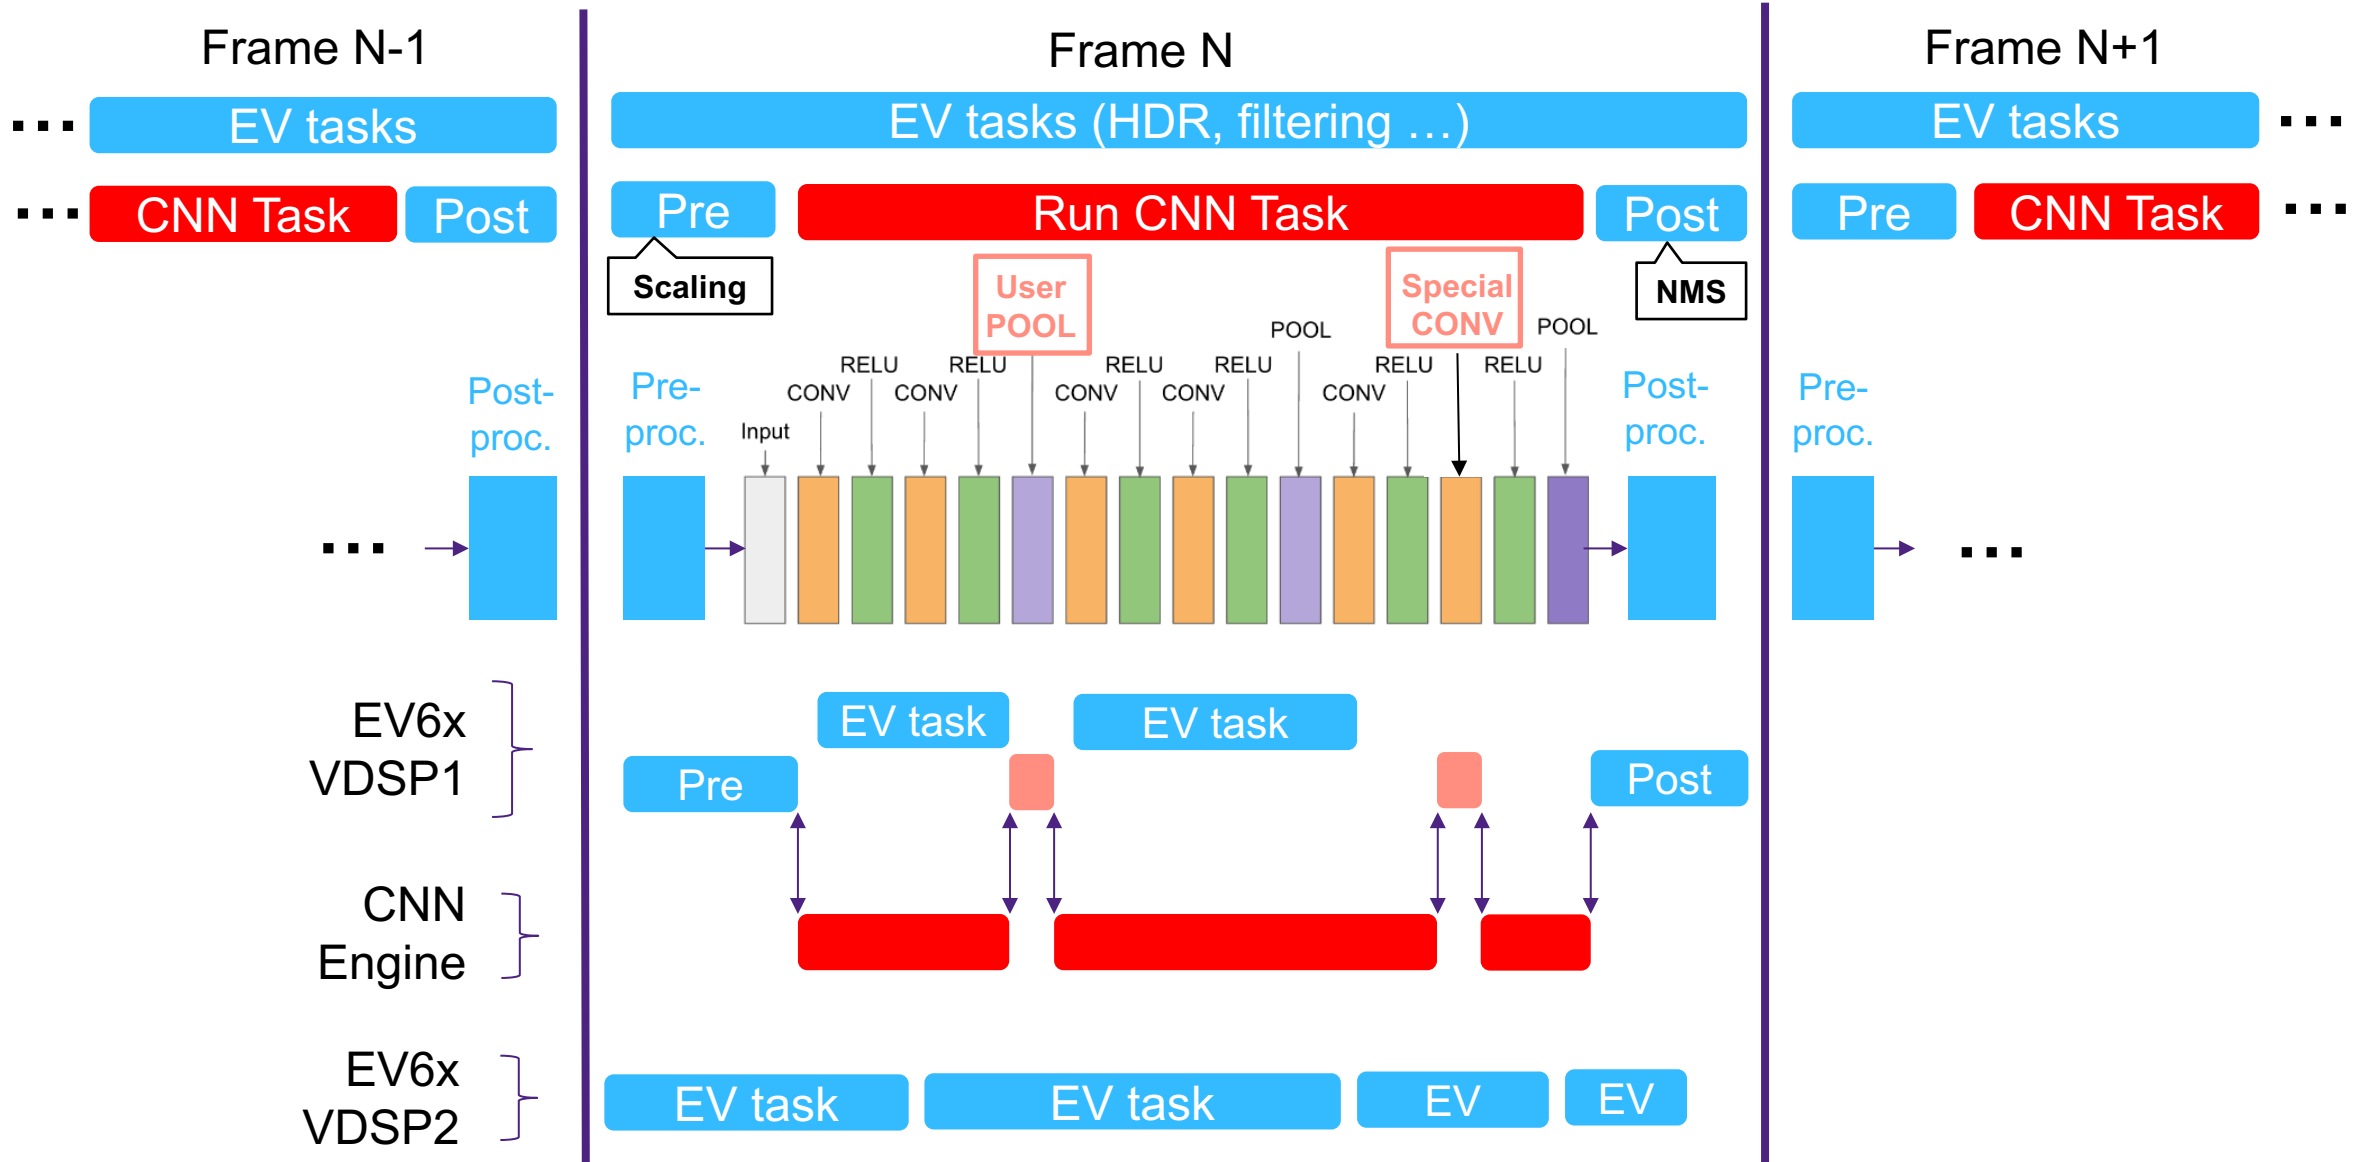 Frame N-1
Frame N
Frame N+1
... EV tasks
EV tasks (HDR, filtering ...)
EV tasks ...
... CNN Task
Post
Pre
Run CNN Task
Post
Pre
CNN Task ...
Scaling
User
POOL
Special
CONV
NMS
POOL
POOL
RELU
RELU
RELU
RELU
RELU
RELU
CONV
CONV
CONV
CONV
CONV
Input
Post-
proc.
Pre-
proc.
Post-
proc.
Pre-
proc.
...
...
EV6x
VDSP1
EV task
EV task
Pre
Post
CNN
Engine
EV6x
VDSP2
EV task
EV task
EV
EV